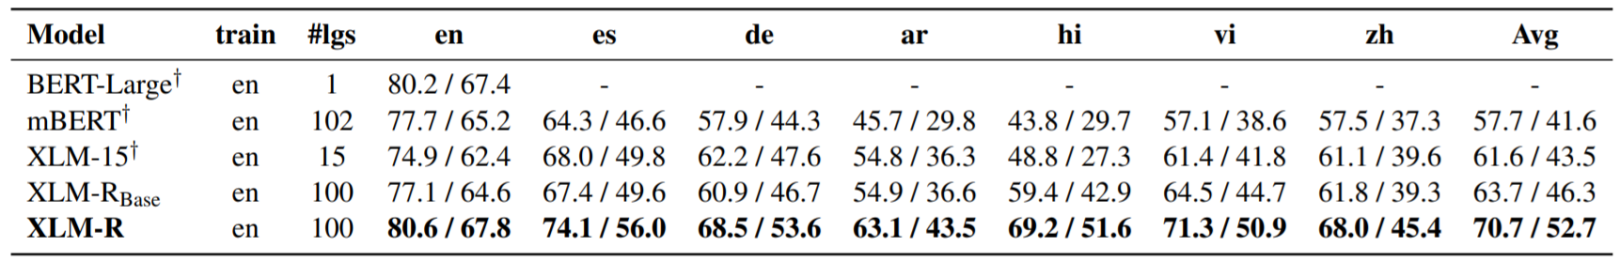 Model train #lgs en es de ar hi vi zh Avg
BERT-Large† en 1 80.2 / 67.4 - - - - - - -
mBERT† en 102 77.7 / 65.2 64.3 / 46.6 57.9 / 44.3 45.7 / 29.8 43.8 / 29.7 57.1 / 38.6 57.5 / 37.3 57.7 / 41.6
XLM-15† en 15 74.9 / 62.4 68.0 / 49.8 62.2 / 47.6 54.8 / 36.3 48.8 / 27.3 61.4 / 41.8 61.1 / 39.6 61.6 / 43.5
XLM-RBase en 100 77.1 / 64.6 67.4 / 49.6 60.9 / 46.7 54.9 / 36.6 59.4 / 42.9 64.5 / 44.7 61.8 / 39.3 63.7 / 46.3
XLM-R en 100 80.6 / 67.8 74.1 / 56.0 68.5 / 53.6 63.1 / 43.5 69.2 / 51.6 71.3 / 50.9 68.0 / 45.4 70.7 / 52.7